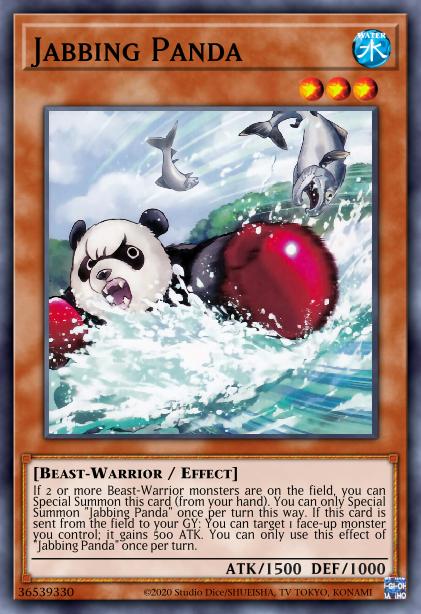 JABBING PANDA
WATER
水
[BEAST-WARRIOR / EFFECT]
If 2 or more Beast-Warrior monsters are on the field, you can
Special Summon this card (from your hand). You can only Special
Summon "Jabbing Panda" once per turn this way. If this card is
sent from the field to your GY: You can target 1 face-up monster
you control; it gains 500 ATK. You can only use this effect of
"Jabbing Panda" once per turn.
ATK/1500 DEF/1000
36539330
©2020 Studio Dice/SHUEISHA, TV TOKYO, KONAMI